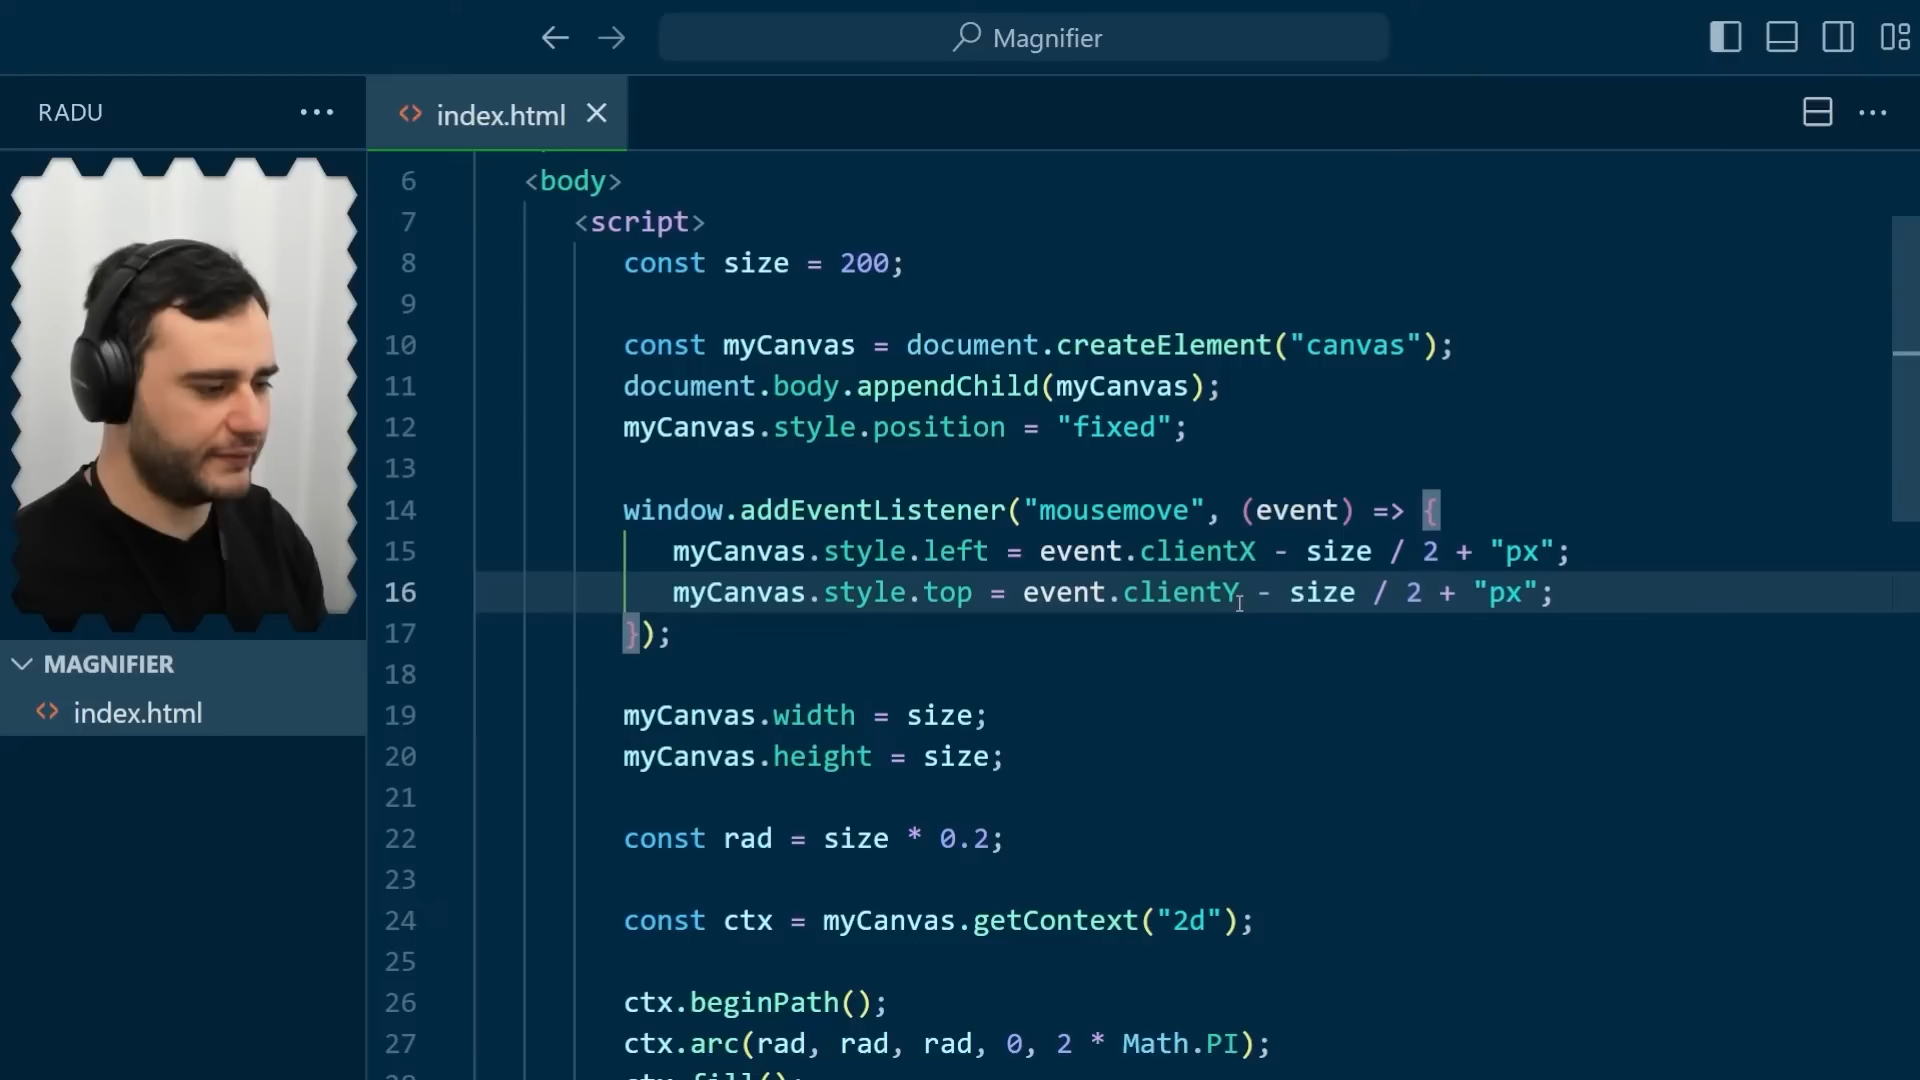 Magnifier
RADU
index.html
6 <body>
7 <script>
8 const size = 200;
9
10 const myCanvas = document.createElement("canvas");
11 document.body.appendChild(myCanvas);
12 myCanvas.style.position = "fixed";
13
14 window.addEventListener("mousemove", (event) => {
15 myCanvas.style.left = event.clientX - size / 2 + "px";
16 myCanvas.style.top = event.clientY - size / 2 + "px";
17 });
18
19 myCanvas.width = size;
20 myCanvas.height = size;
21
22 const rad = size * 0.2;
23
24 const ctx = myCanvas.getContext("2d");
25
26 ctx.beginPath();
27 ctx.arc(rad, rad, rad, 0, 2 * Math.PI);
MAGNIFIER
index.html